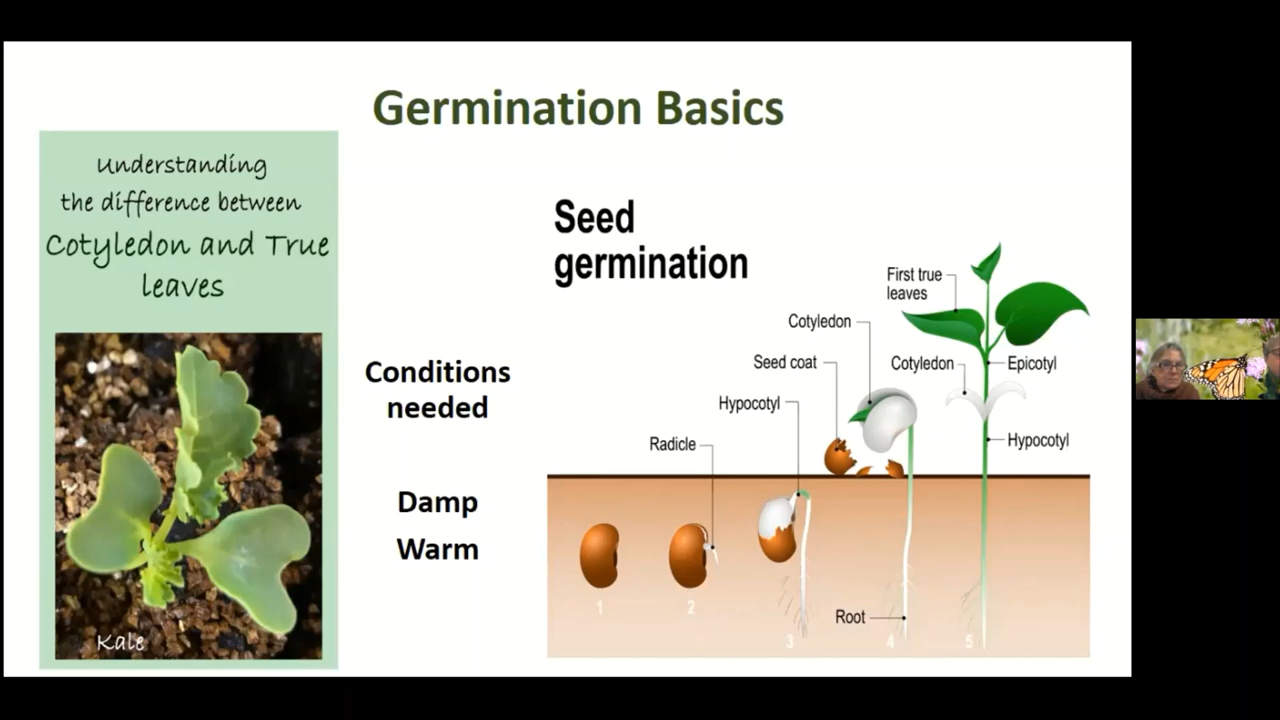 Germination Basics
Understanding
the difference between
Cotyledon and True
leaves
Kale
Conditions
needed
Damp
Warm
Seed
germination
First true
leaves
Cotyledon
Seed coat
Cotyledon
Epicotyl
Hypocotyl
Hypocotyl
Radicle
Root
1
2
3
4
5